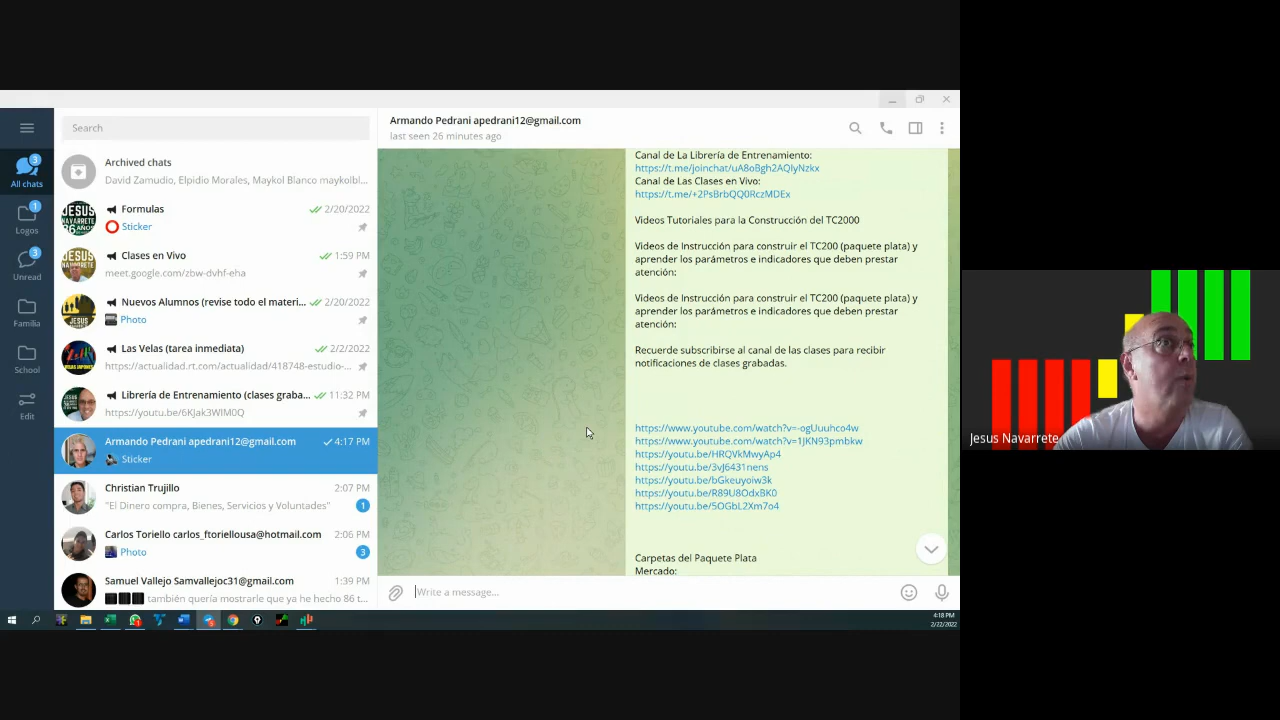 Search
All chats
3
Logos
1
Unread
3
Familia
School
Edit
Archived chats
David Zamudio, Elpidio Morales, Maykol Blanco maykolbl...
Formulas
2/20/2022
Sticker
Clases en Vivo
1:59 PM
meet.google.com/zbw-dvhf-eha
Nuevos Alumnos (revise todo el materi...
2/20/2022
Photo
Las Velas (tarea inmediata)
2/2/2022
https://actualidad.rt.com/actualidad/418748-estudio-...
Librería de Entrenamiento (clases graba...
11:32 PM
https://youtu.be/6KJak3WlM0Q
Armando Pedrani apedrani12@gmail.com
4:17 PM
Sticker
Christian Trujillo
2:07 PM
"El Dinero compra, Bienes, Servicios y Voluntades"
1
Carlos Toriello carlos_ftoriellousa@hotmail.com
2:06 PM
Photo
3
Samuel Vallejo Samvallejoc31@gmail.com
1:39 PM
también quería mostrarle que ya he hecho 86 t...
Armando Pedrani apedrani12@gmail.com
last seen 26 minutes ago
Canal de La Librería de Entrenamiento:
https://t.me/joinchat/uA8oBgh2AQIyNzkx
Canal de Las Clases en Vivo:
https://t.me/+2PsBrbQQ0RczMDEx
Videos Tutoriales para la Construcción del TC2000
Videos de Instrucción para construir el TC200 (paquete plata) y
aprender los parámetros e indicadores que deben prestar
atención:
Videos de Instrucción para construir el TC200 (paquete plata) y
aprender los parámetros e indicadores que deben prestar
atención:
Recuerde subscribirse al canal de las clases para recibir
notificaciones de clases grabadas.
https://www.youtube.com/watch?v=-ogUuuhco4w
https://www.youtube.com/watch?v=1JKN93pmbkw
https://youtu.be/HRQVkMwyAp4
https://youtu.be/3vJ6431nens
https://youtu.be/bGkeuyoiw3k
https://youtu.be/R89U8OdxBK0
https://youtu.be/5OGbL2Xm7o4
Carpetas del Paquete Plata
Mercado:
Write a message...
4:18 PM
2/22/2022
Jesus Navarrete